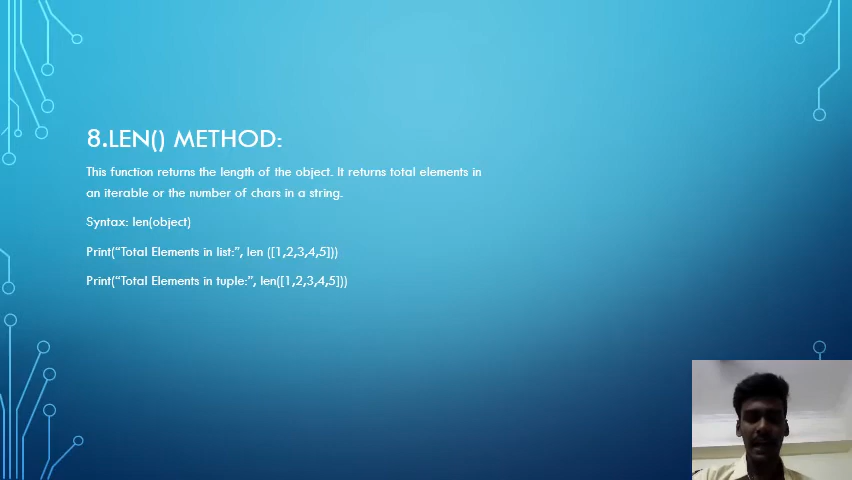 8.LEN() METHOD:
This function returns the length of the object. It returns total elements in
an iterable or the number of chars in a string.
Syntax: len(object)
Print(“Total Elements in list:”, len ([1,2,3,4,5]))
Print(“Total Elements in tuple:”, len([1,2,3,4,5]))